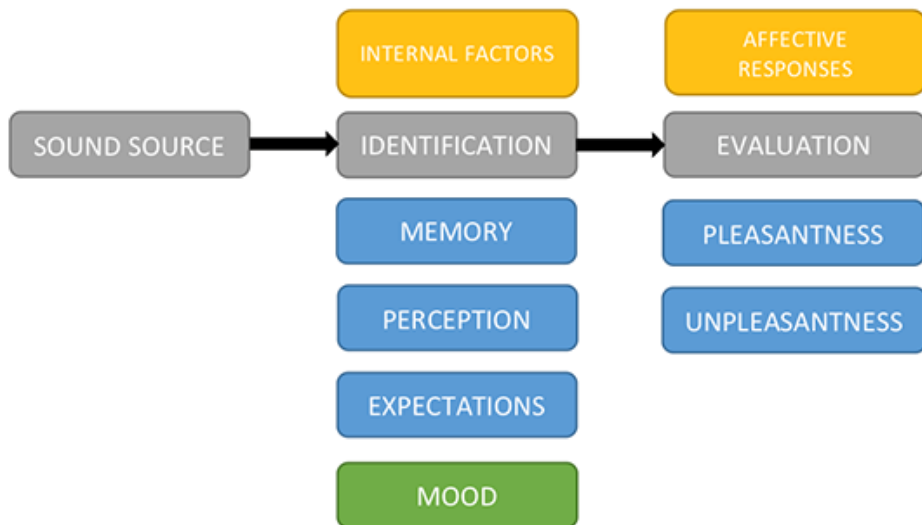 INTERNAL FACTORS
AFFECTIVE
RESPONSES
SOUND SOURCE
IDENTIFICATION
EVALUATION
MEMORY
PLEASANTNESS
PERCEPTION
UNPLEASANTNESS
EXPECTATIONS
MOOD